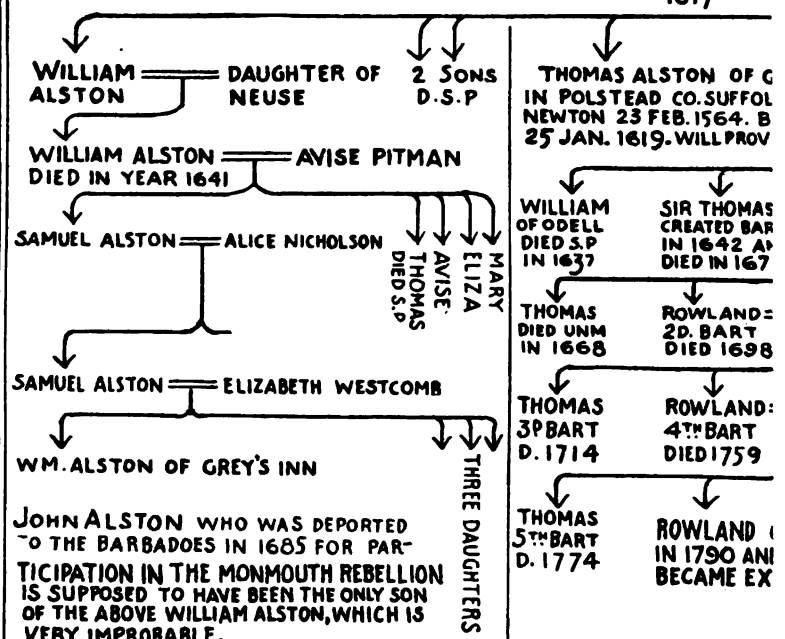 WILLIAM
ALSTON
DAUGHTER OF
NEUSE
2 SONS
D.S.P
WILLIAM ALSTON
DIED IN YEAR 1641
AVISE PITMAN
SAMUEL ALSTON
ALICE NICHOLSON
THOMAS
DIED S.P
AVISE
ELIZA
MARY
SAMUEL ALSTON
ELIZABETH WESTCOMB
WM. ALSTON OF GREY'S INN
THREE DAUGHTERS
JOHN ALSTON WHO WAS DEPORTED
TO THE BARBADOES IN 1685 FOR PAR-
TICIPATION IN THE MONMOUTH REBELLION
IS SUPPOSED TO HAVE BEEN THE ONLY SON
OF THE ABOVE WILLIAM ALSTON, WHICH IS
VERY IMPROBABLE.
THOMAS ALSTON OF
IN POLSTEAD CO. SUFFOL
NEWTON 23 FEB. 1564. B
25 JAN. 1619. WILL PROV
WILLIAM
OF ODELL
DIED S.P
IN 1637
SIR THOMAS
CREATED BAR
IN 1642
DIED IN 167
THOMAS
DIED UNM
IN 1668
ROWLAND
2D. BART
DIED 1698
THOMAS
3D BART
D. 1714
ROWLAND
4TH BART
DIED 1759
THOMAS
5TH BART
D. 1774
ROWLAND
IN 1790 AN
BECAME EX